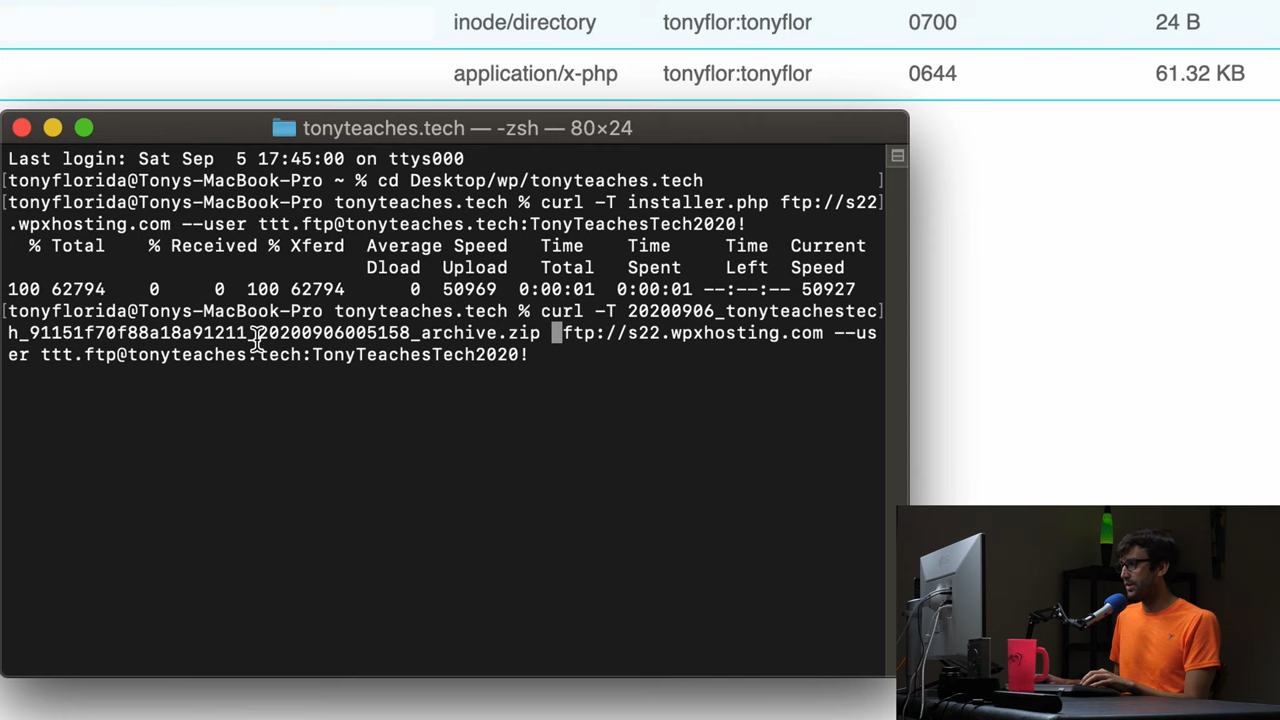 inode/directory tonyflor:tonyflor 0700 24 B
application/x-php tonyflor:tonyflor 0644 61.32 KB
tonyteaches.tech — -zsh — 80×24
Last login: Sat Sep  5 17:45:00 on ttys000
[tonyflorida@Tonys-MacBook-Pro ~ % cd Desktop/wp/tonyteaches.tech ]
[tonyflorida@Tonys-MacBook-Pro tonyteaches.tech % curl -T installer.php ftp://s22]
.wpxhosting.com --user ttt.ftp@tonyteaches.tech:TonyTeachesTech2020!
% Total % Received % Xferd Average Speed Time Time Time Current
Dload Upload Total Spent Left Speed
100 62794 0 0 100 62794 0 50969 0:00:01 0:00:01 --:--:-- 50927
[tonyflorida@Tonys-MacBook-Pro tonyteaches.tech % curl -T 20200906_tonyteachestec]
h_91151f70f88a18a91211_20200906005158_archive.zip ftp://s22.wpxhosting.com --us
er ttt.ftp@tonyteaches.tech:TonyTeachesTech2020!